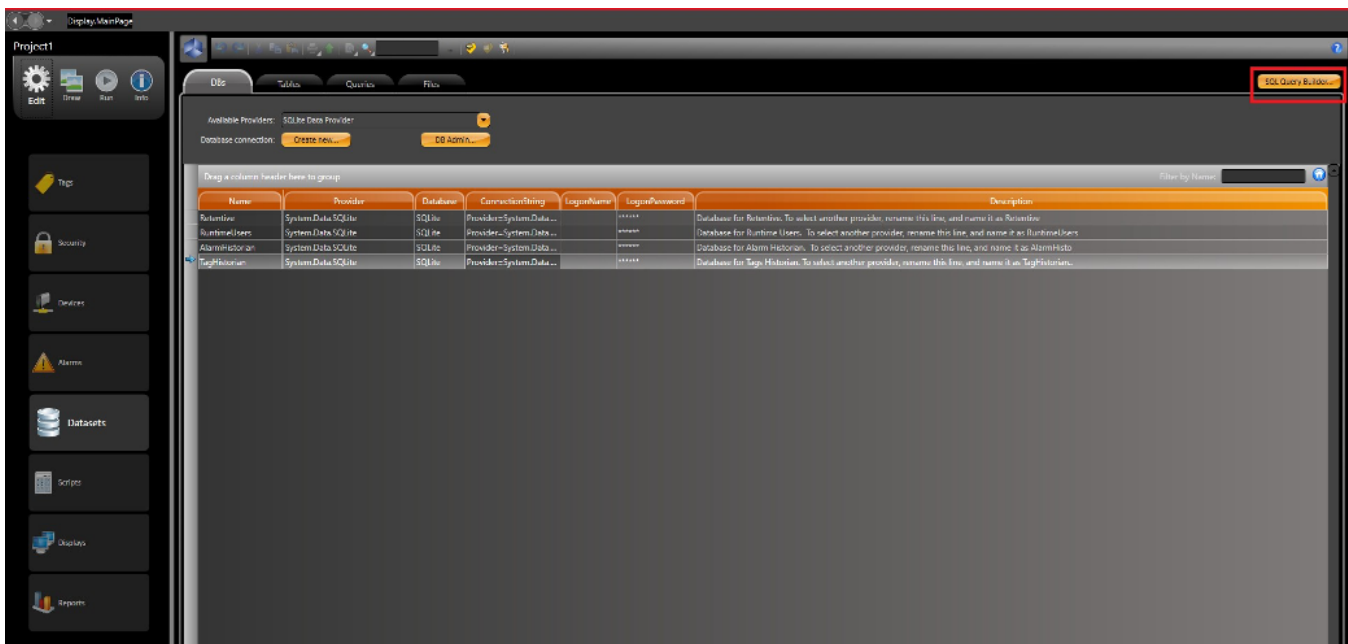 Display.MainPage
Project1
Edit Draw Run Info
DBs Tables Queries Files
SQL Query Builder...
Available Providers: SQLite Data Provider
Database connection: Create new... DB Admin...
Drag a column header here to group
Filter by Name:
Name Provider Database ConnectionString LogonName LogonPassword Description
Retentive System.Data.SQLite SQLite Provider=System.Data... ****** Database for Retentive. To select another provider, rename this line, and name it as Retentive
RuntimeUsers System.Data.SQLite SQLite Provider=System.Data... ****** Database for Runtime Users. To select another provider, rename this line, and name it as RuntimeUsers
AlarmHistorian System.Data.SQLite SQLite Provider=System.Data... ****** Database for Alarm Historian. To select another provider, rename this line, and name it as AlarmHisto
TagHistorian System.Data.SQLite SQLite Provider=System.Data... ****** Database for Tags Historian. To select another provider, rename this line, and name it as TagHistorian.
Tags
Security
Devices
Alarms
Datasets
Scripts
Displays
Reports